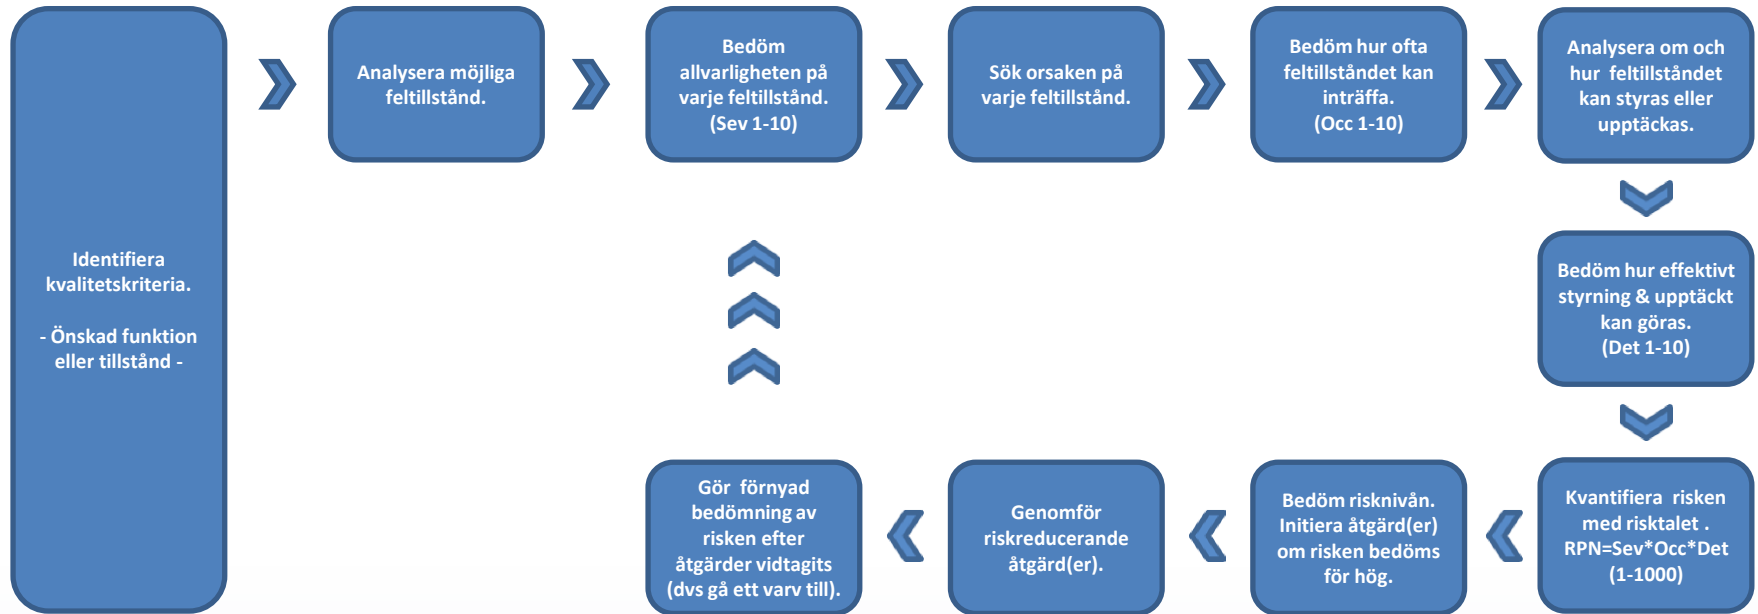 Identifiera
kvalitetskriteria.
- Önskad funktion
eller tillstånd -
Analysera möjliga
feltillstånd.
Bedöm
allvarligheten på
varje feltillstånd.
(Sev 1-10)
Sök orsaken på
varje feltillstånd.
Bedöm hur ofta
feltillståndet kan
inträffa.
(Occ 1-10)
Analysera om och
hur feltillståndet
kan styras eller
upptäckas.
Bedöm hur effektivt
styrning & upptäckt
kan göras.
(Det 1-10)
Kvantifiera risken
med risktalet .
RPN=Sev*Occ*Det
(1-1000)
Bedöm risknivån.
Initiera åtgärd(er)
om risken bedöms
för hög.
Genomför
riskreducerande
åtgärd(er).
Gör förnyad
bedömning av
risken efter
åtgärder vidtagits
(dvs gå ett varv till).